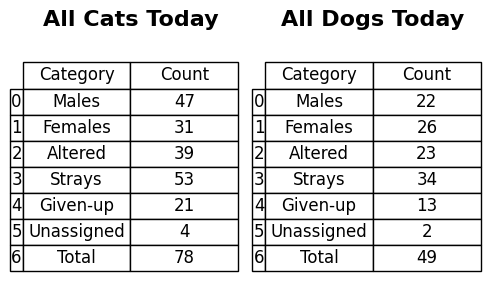 All Cats Today
Category Count
0 Males 47
1 Females 31
2 Altered 39
3 Strays 53
4 Given-up 21
5 Unassigned 4
6 Total 78
All Dogs Today
Category Count
0 Males 22
1 Females 26
2 Altered 23
3 Strays 34
4 Given-up 13
5 Unassigned 2
6 Total 49